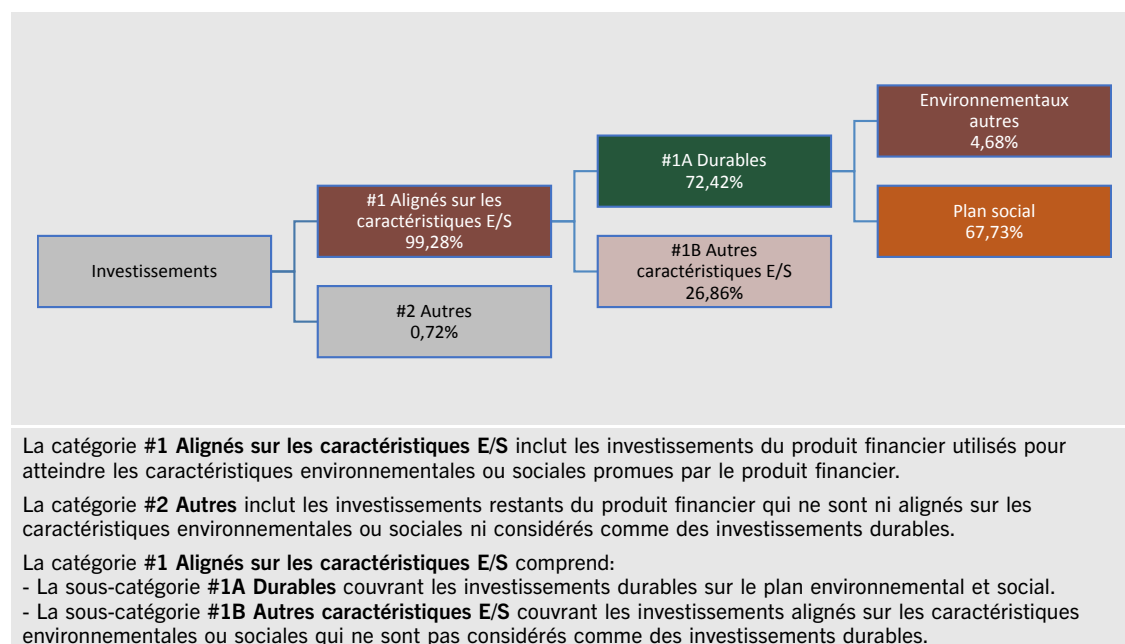 Investissements
#1 Alignés sur les
caractéristiques E/S
99,28%
#2 Autres
0,72%
#1A Durables
72,42%
#1B Autres
caractéristiques E/S
26,86%
Environnementaux
autres
4,68%
Plan social
67,73%
La catégorie #1 Alignés sur les caractéristiques E/S inclut les investissements du produit financier utilisés pour
atteindre les caractéristiques environnementales ou sociales promues par le produit financier.
La catégorie #2 Autres inclut les investissements restants du produit financier qui ne sont ni alignés sur les
caractéristiques environnementales ou sociales ni considérés comme des investissements durables.
La catégorie #1 Alignés sur les caractéristiques E/S comprend:
- La sous-catégorie #1A Durables couvrant les investissements durables sur le plan environnemental et social.
- La sous-catégorie #1B Autres caractéristiques E/S couvrant les investissements alignés sur les caractéristiques
environnementales ou sociales qui ne sont pas considérés comme des investissements durables.